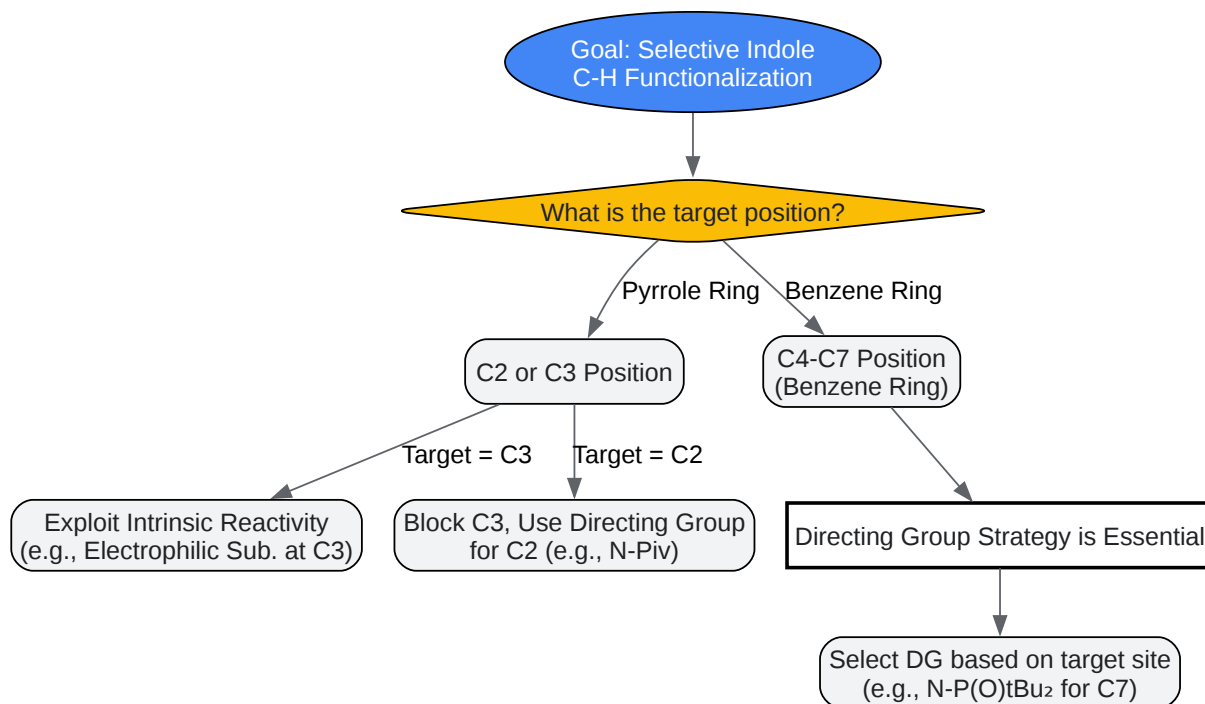 Goal: Selective Indole
C-H Functionalization
What is the target position?
Pyrrole Ring
Benzene Ring
C2 or C3 Position
C4-C7 Position
(Benzene Ring)
Target = C3
Target = C2
Exploit Intrinsic Reactivity
(e.g., Electrophilic Sub. at C3)
Block C3, Use Directing Group
for C2 (e.g., N-Piv)
Directing Group Strategy is Essential
Select DG based on target site
(e.g., N-P(O)tBu₂ for C7)